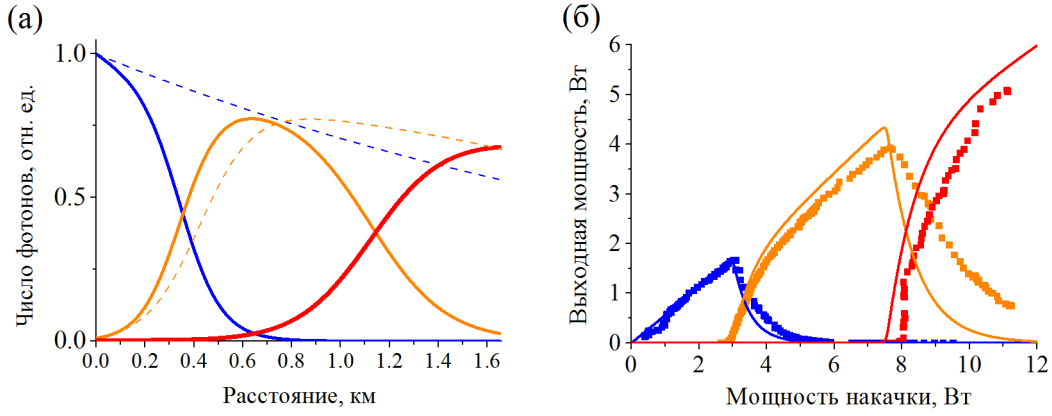 (а)
Число фотонов, отн. ед.
1.0
0.5
0.0
0.0 0.2 0.4 0.6 0.8 1.0 1.2 1.4 1.6
Расстояние, км
(б)
Выходная мощность, Вт
6
5
4
3
2
1
0
0 2 4 6 8 10 12
Мощность накачки, Вт